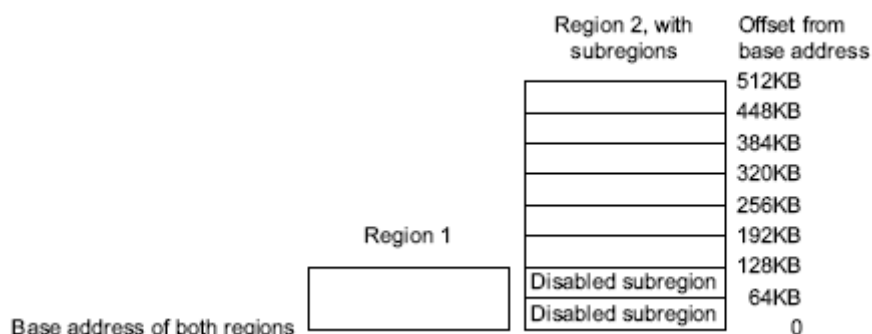 Region 2, with
subregions
Offset from
base address
512KB
448KB
384KB
320KB
256KB
Region 1
192KB
128KB
Disabled subregion
64KB
Disabled subregion
Base address of both regions
0